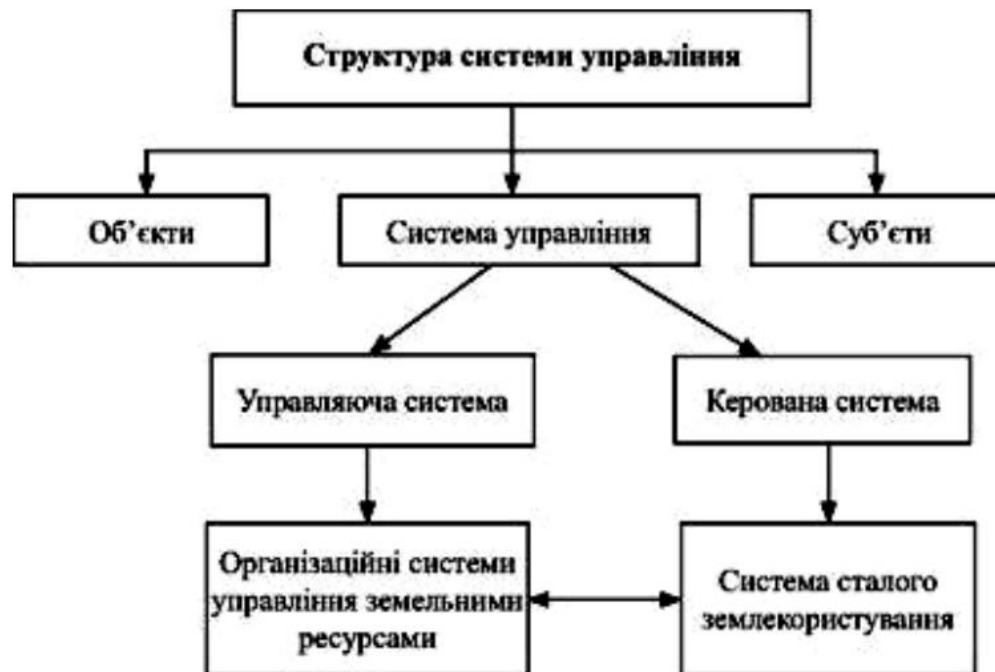 Структура системи управління
Об’єкти
Система управління
Суб’єти
Управляюча система
Керована система
Організаційні системи
управління земельними
ресурсами
Система сталого
землекористування